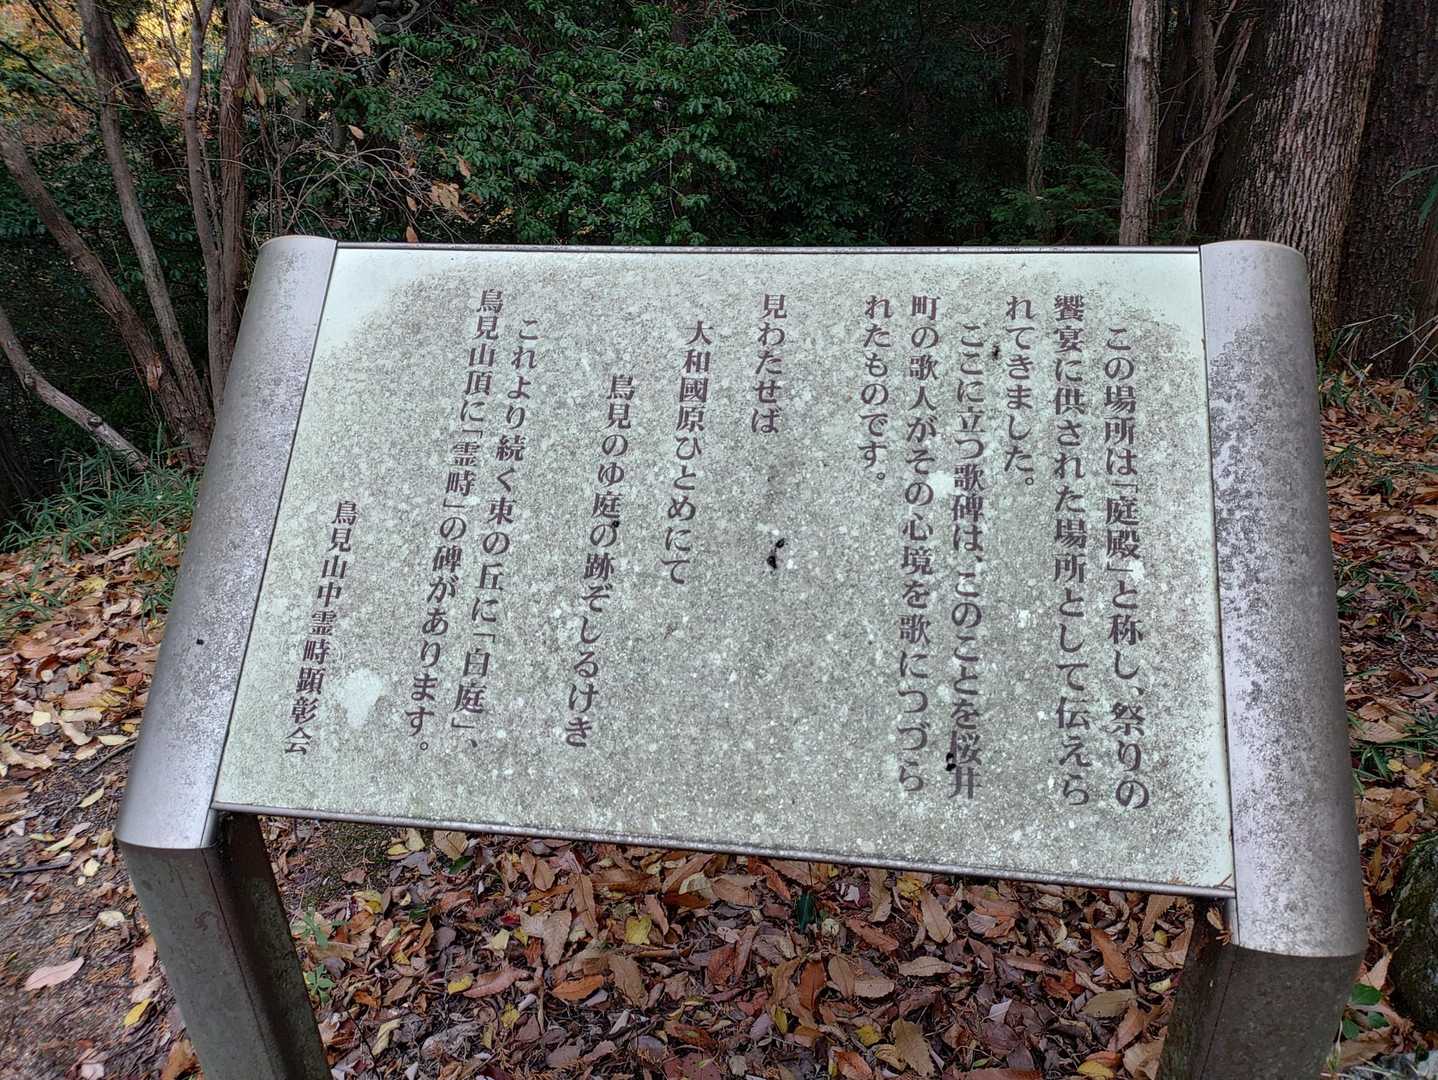 この場所は「庭殿」と称し、祭りの
饗宴に供された場所として伝えら
れてきました。
ここに立つ歌碑は、このことを桜井
町の歌人がその心境を歌につづら
れたものです。
見わたせば
大和國原ひとめにて
鳥見のゆ庭の跡ぞしるけき
これより続く東の丘に「白庭」、
鳥見山頂に「霊畤」の碑があります。
鳥見山中霊畤顕彰会